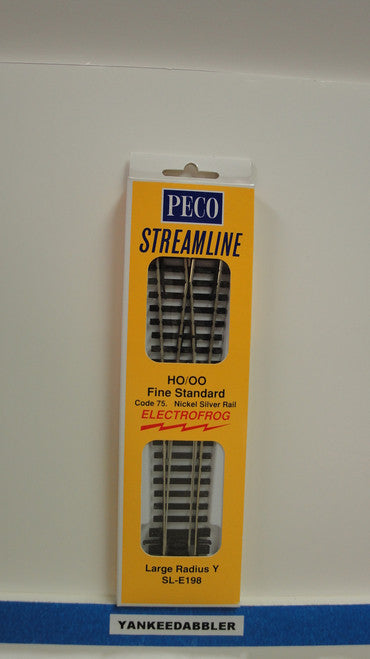 PECO
STREAMLINE
HO/OO
Fine Standard
Code 75. Nickel Silver Rail
ELECTROFROG
Large Radius Y
SL-E198
YANKEEDABBLER